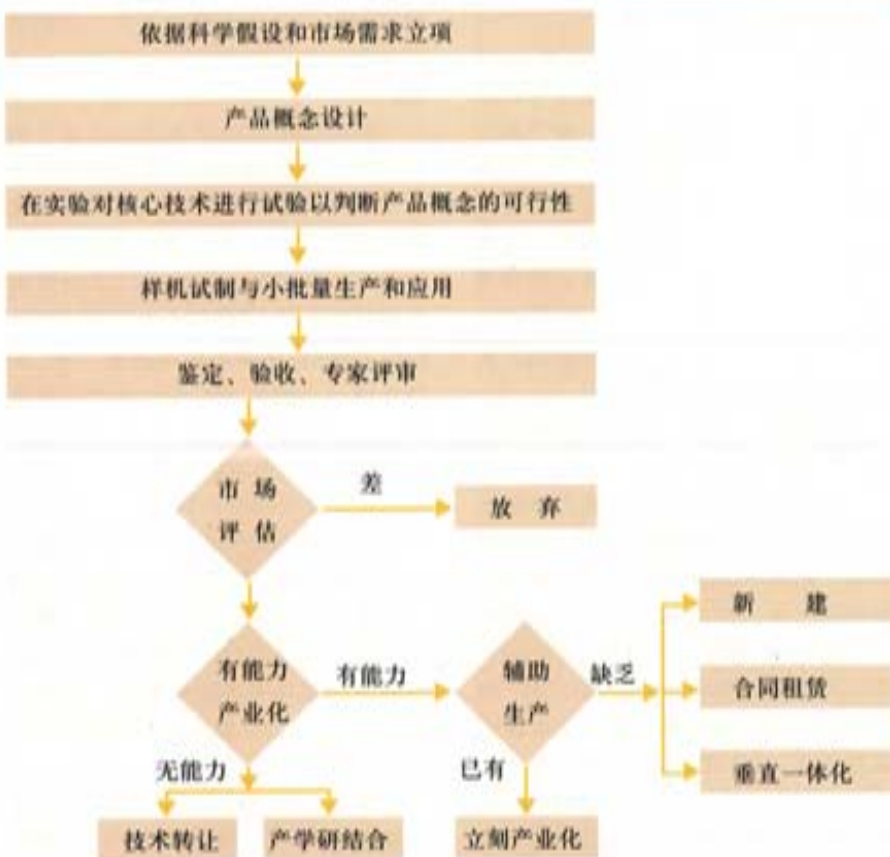 依据科学假设和市场需求立项
产品概念设计
在实验对核心技术进行试验以判断产品概念的可行性
样机试制与小批量生产和应用
鉴定、验收、专家评审
市场
评估
差
放弃
有能力
产业化
有能力
辅助
生产
缺乏
新建
合同租赁
垂直一体化
无能力
已有
技术转让
产学研结合
立刻产业化